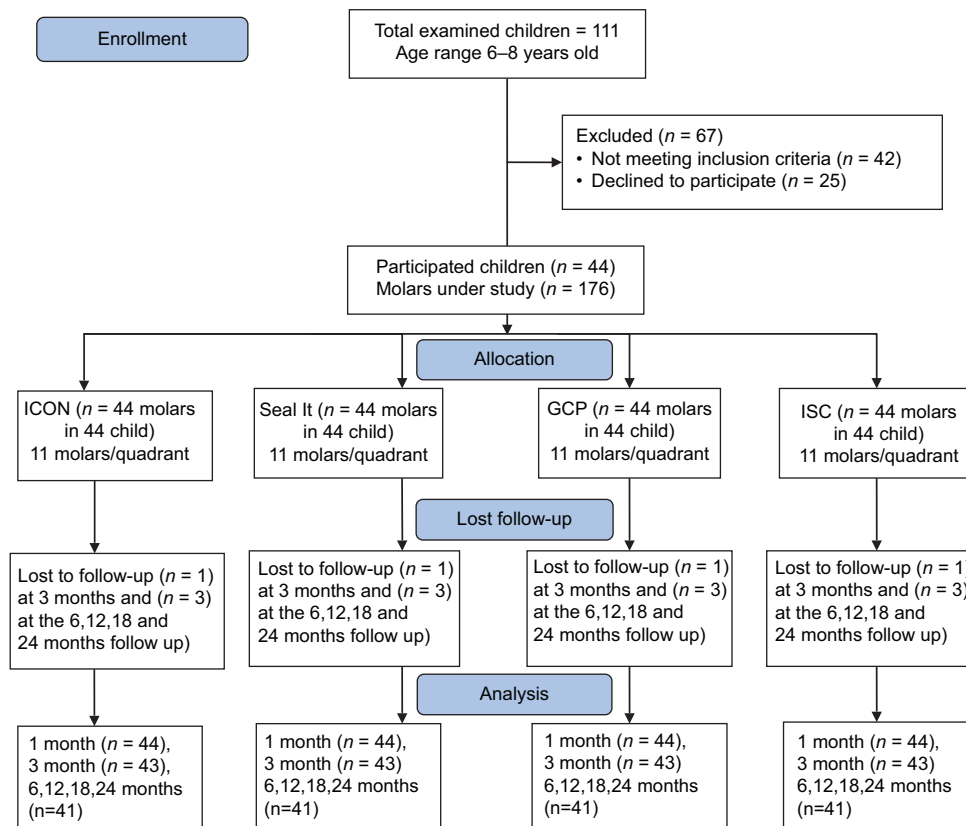 Enrollment
Total examined children = 111
Age range 6–8 years old
Excluded (n = 67)
• Not meeting inclusion criteria (n = 42)
• Declined to participate (n = 25)
Participated children (n = 44)
Molars under study (n = 176)
Allocation
ICON (n = 44 molars
in 44 child)
11 molars/quadrant
Seal It (n = 44 molars
in 44 child)
11 molars/quadrant
GCP (n = 44 molars
in 44 child)
11 molars/quadrant
ISC (n = 44 molars
in 44 child)
11 molars/quadrant
Lost follow-up
Lost to follow-up (n = 1)
at 3 months and (n = 3)
at the 6,12,18 and
24 months follow up)
Lost to follow-up (n = 1)
at 3 months and (n = 3)
at the 6,12,18 and
24 months follow up)
Lost to follow-up (n = 1)
at 3 months and (n = 3)
at the 6,12,18 and
24 months follow up)
Lost to follow-up (n = 1)
at 3 months and (n = 3)
at the 6,12,18 and
24 months follow up)
Analysis
1 month (n = 44),
3 month (n = 43),
6,12,18,24 months
(n=41)
1 month (n = 44),
3 month (n = 43)
6,12,18,24 months
(n=41)
1 month (n = 44),
3 month (n = 43)
6,12,18,24 months
(n=41)
1 month (n = 44),
3 month (n = 43)
6,12,18,24 months
(n=41)